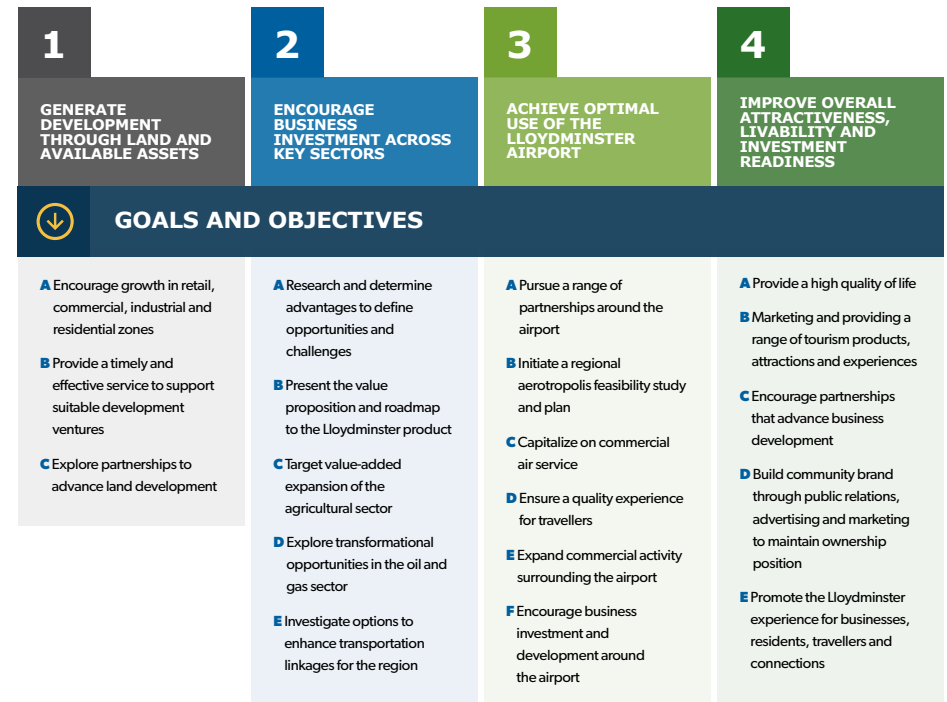 1
GENERATE
DEVELOPMENT
THROUGH LAND AND
AVAILABLE ASSETS
2
ENCOURAGE
BUSINESS
INVESTMENT ACROSS
KEY SECTORS
3
ACHIEVE OPTIMAL
USE OF THE
LLOYDMINSTER
AIRPORT
4
IMPROVE OVERALL
ATTRACTIVENESS,
LIVABILITY AND
INVESTMENT
READINESS
GOALS AND OBJECTIVES
A Encourage growth in retail,
commercial, industrial and
residential zones
B Provide a timely and
effective service to support
suitable development
ventures
C Explore partnerships to
advance land development
A Research and determine
advantages to define
opportunities and
challenges
B Present the value
proposition and roadmap
to the Lloydminster product
C Target value-added
expansion of the
agricultural sector
D Explore transformational
opportunities in the oil and
gas sector
E Investigate options to
enhance transportation
linkages for the region
A Pursue a range of
partnerships around the
airport
B Initiate a regional
aerotropolis feasibility study
and plan
C Capitalize on commercial
air service
D Ensure a quality experience
for travellers
E Expand commercial activity
surrounding the airport
F Encourage business
investment and
development around
the airport
A Provide a high quality of life
B Marketing and providing a
range of tourism products,
attractions and experiences
C Encourage partnerships
that advance business
development
D Build community brand
through public relations,
advertising and marketing
to maintain ownership
position
E Promote the Lloydminster
experience for businesses,
residents, travellers and
connections